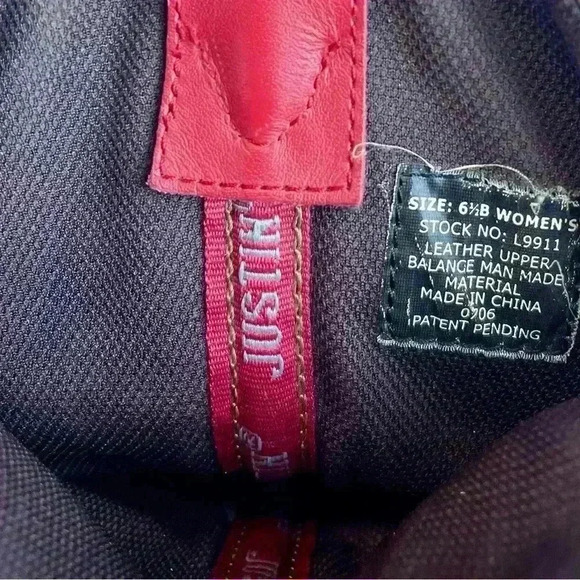 JUSTIN
SIZE: 6½B WOMEN'S
STOCK NO: L9911
LEATHER UPPER
BALANCE MAN MADE
MATERIAL
MADE IN CHINA
0706
PATENT PENDING